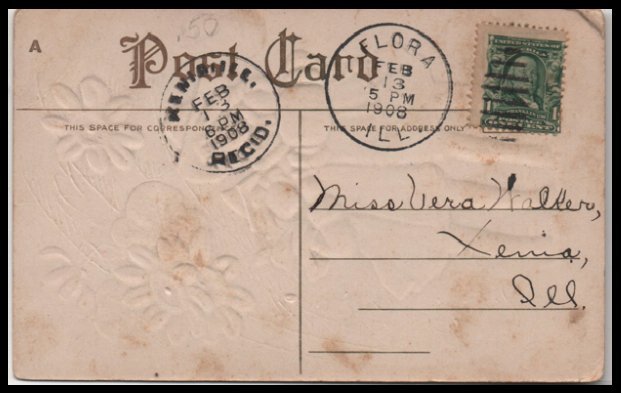 .50
A
Post Card
THIS SPACE FOR CORRESPONDENCE
THIS SPACE FOR ADDRESS ONLY
FLORA
FEB
13
5 PM
1908
ILL.
FEB
13
8 PM
1908
REC'D.
1
Miss Vera Walker,
Xenia,
Ill.